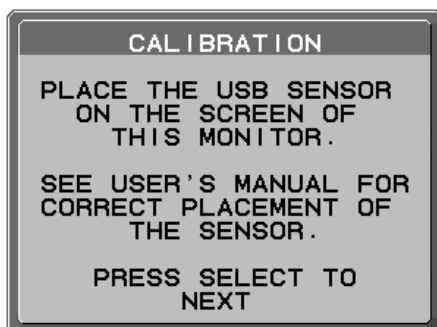 CALIBRATION
PLACE THE USB SENSOR
ON THE SCREEN OF
THIS MONITOR.
SEE USER'S MANUAL FOR
CORRECT PLACEMENT OF
THE SENSOR.
PRESS SELECT TO
NEXT